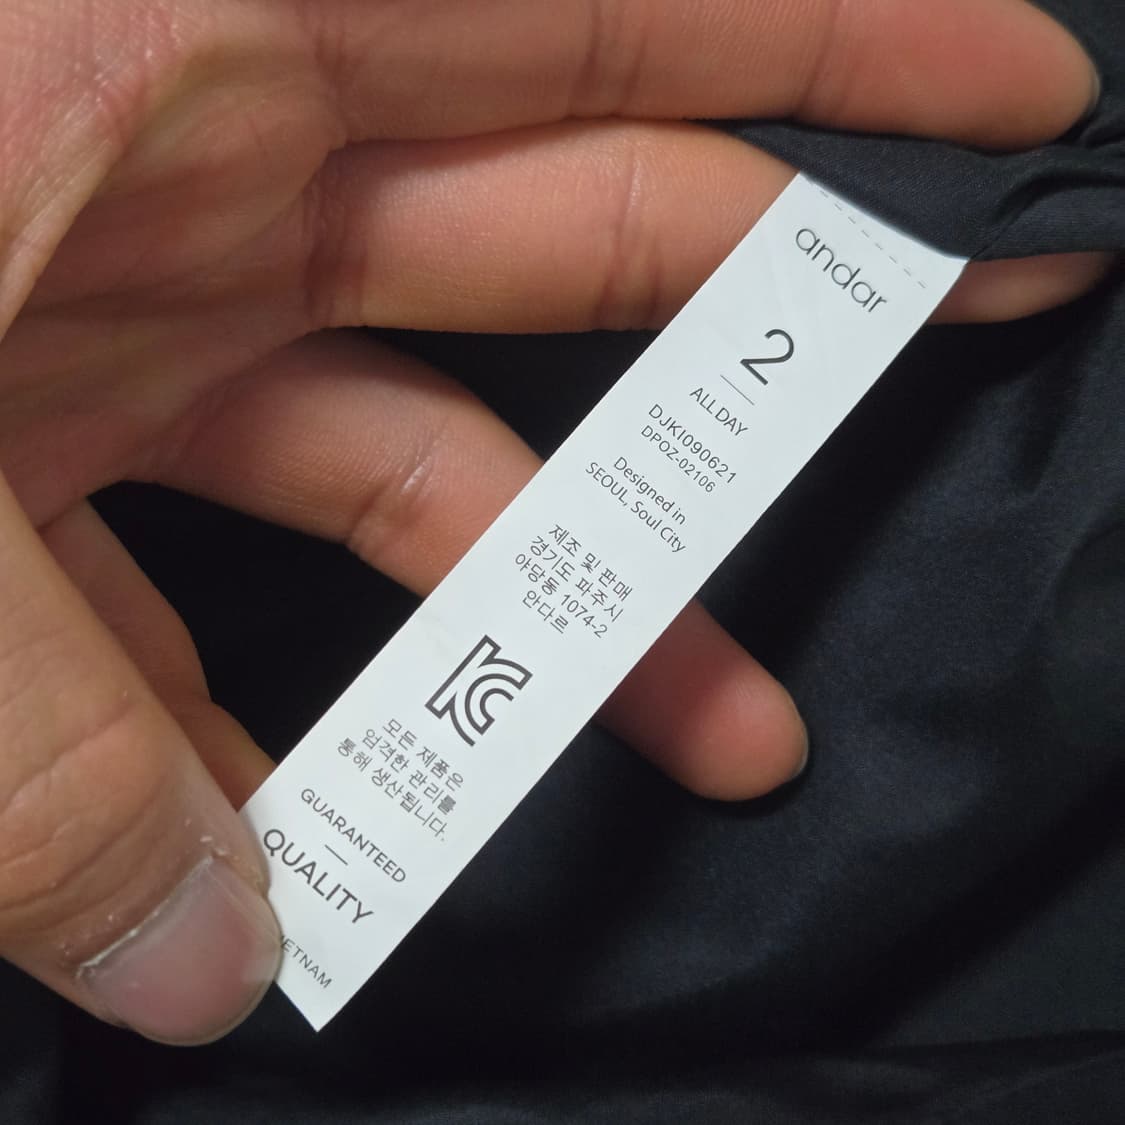 andar
2
ALLDAY
DJKI090621
DPOZ-02106
Designed in
SEOUL, Soul City
제조 및 판매
경기도 파주시
야당동 1074-2
안다르
모든 제품은
엄격한 관리를
통해 생산됩니다.
GUARANTEED
QUALITY